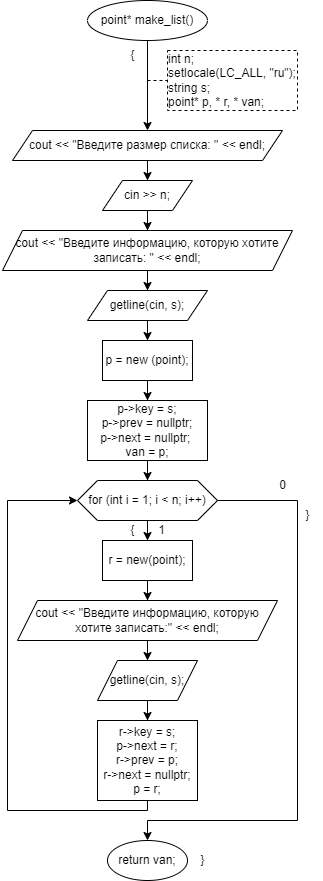 point* make_list()
{
int n;
setlocale(LC_ALL, "ru");
string s;
point* p, * r, * van;
cout << "Введите размер списка: " << endl;
cin >> n;
cout << "Введите информацию, которую хотите
записать: " << endl;
getline(cin, s);
p = new (point);
p->key = s;
p->prev = nullptr;
p->next = nullptr;
van = p;
for (int i = 1; i < n; i++)
0
}
{ 1
r = new(point);
cout << "Введите информацию, которую
хотите записать:" << endl;
getline(cin, s);
r->key = s;
p->next = r;
r->prev = p;
r->next = nullptr;
p = r;
return van;
}